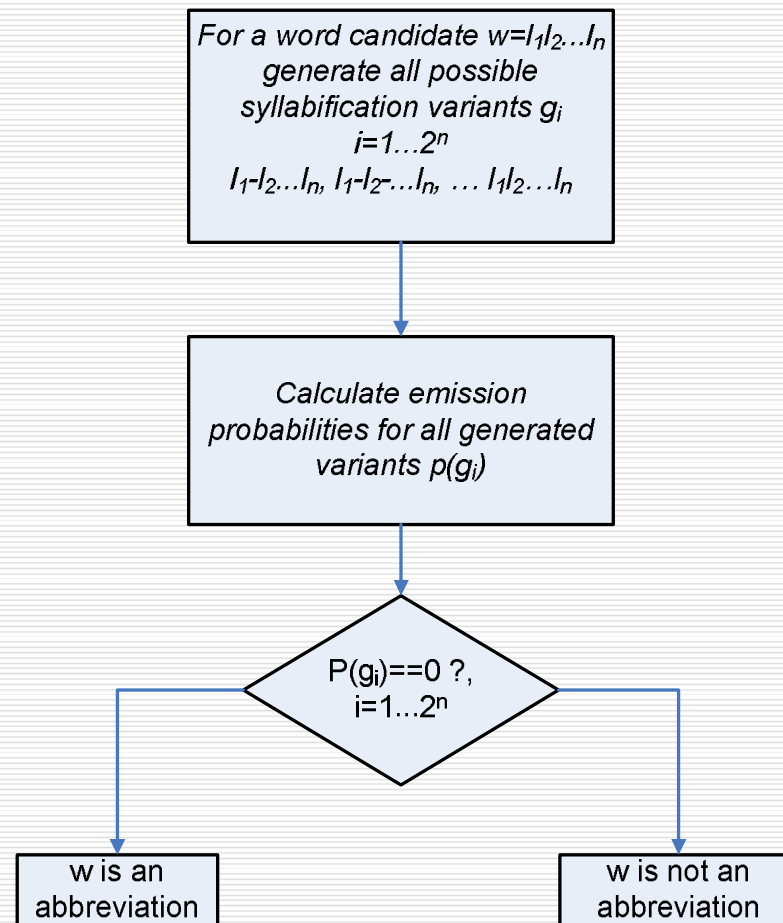 For a word candidate w=l₁l₂...lₙ
generate all possible
syllabification variants gᵢ
i=1...2ⁿ
l₁-l₂...lₙ, l₁-l₂-...lₙ, … l₁l₂…lₙ
Calculate emission
probabilities for all generated
variants p(gᵢ)
P(gᵢ)==0 ?,
i=1...2ⁿ
w is an
abbreviation
w is not an
abbreviation